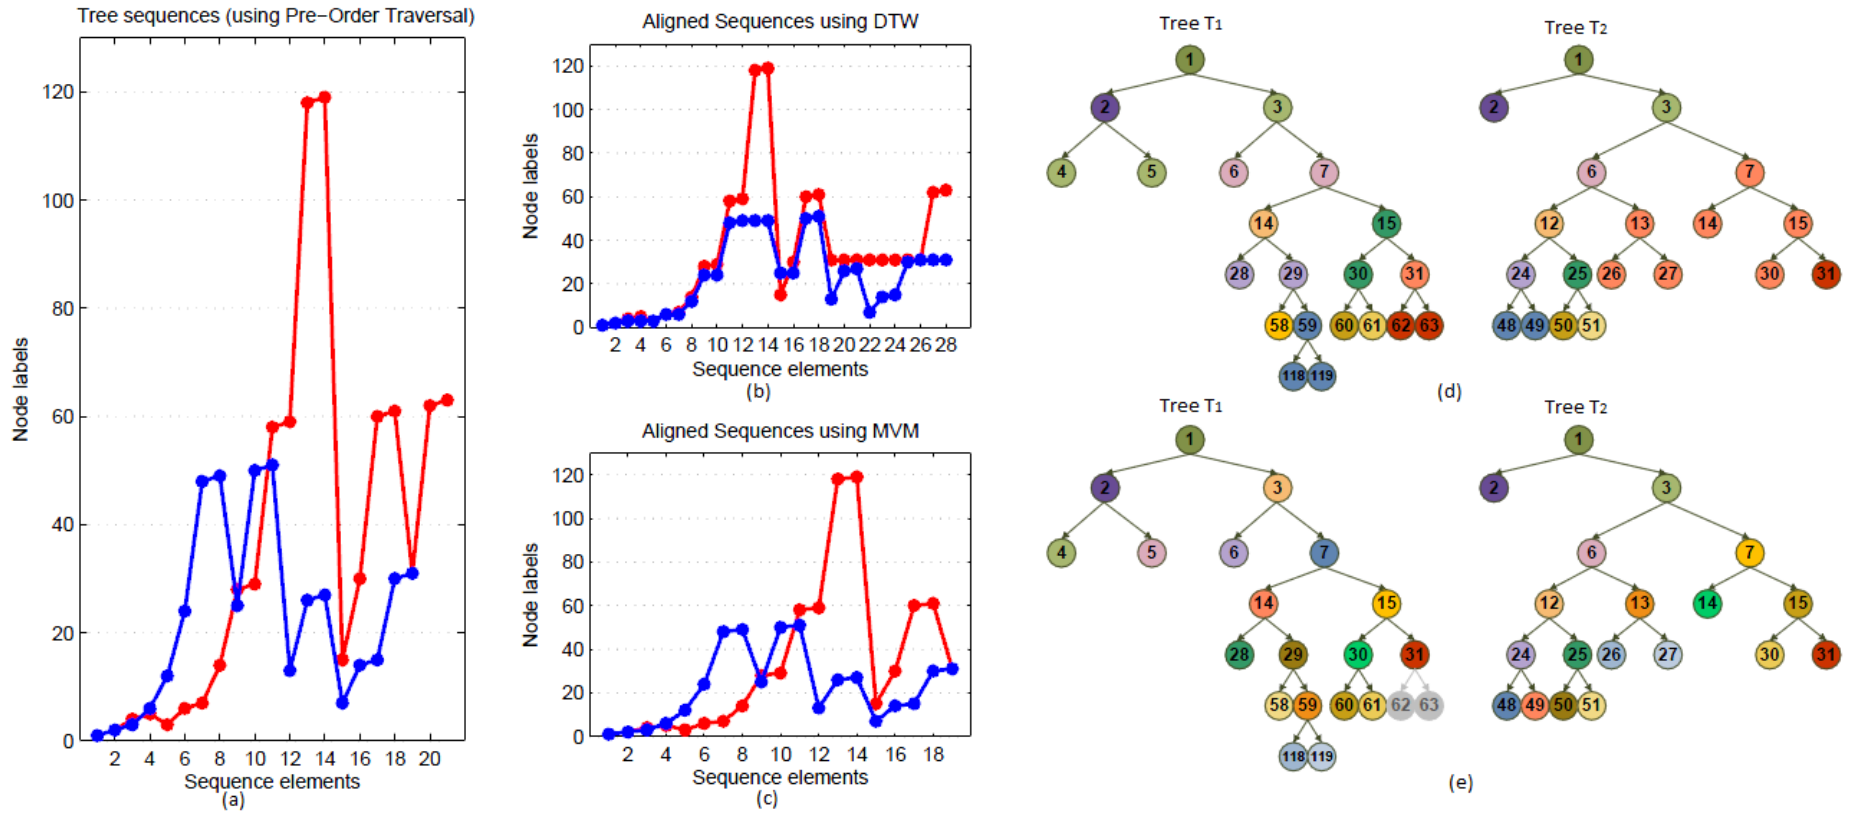 Tree sequences (using Pre-Order Traversal)
Node labels
120
100
80
60
40
20
0
2 4 6 8 10 12 14 16 18 20
Sequence elements
(a)
Aligned Sequences using DTW
Node labels
120
100
80
60
40
20
0
2 4 6 8 10 12 14 16 18 20 22 24 26 28
Sequence elements
(b)
Aligned Sequences using MVM
Node labels
120
100
80
60
40
20
0
2 4 6 8 10 12 14 16 18
Sequence elements
(c)
Tree T1
1
2 3
4 5 6 7
14 15
28 29 30 31
58 59 60 61 62 63
118 119
Tree T2
1
2 3
6 7
12 13 14 15
24 25 26 27 30 31
48 49 50 51
(d)
Tree T1
1
2 3
4 5 6 7
14 15
28 29 30 31
58 59 60 61 62 63
118 119
Tree T2
1
2 3
6 7
12 13 14 15
24 25 26 27 30 31
48 49 50 51
(e)